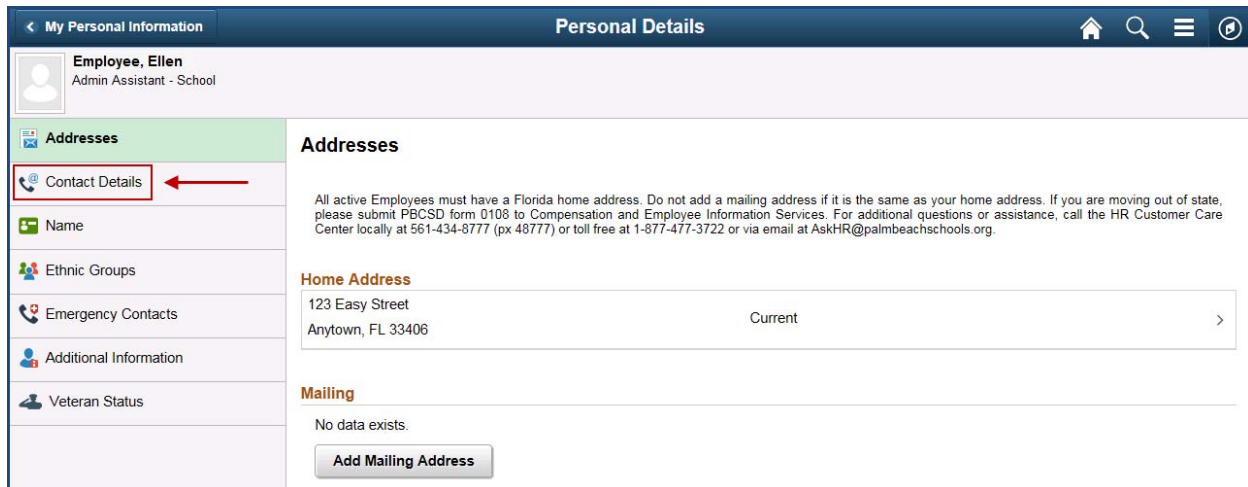 My Personal Information
Personal Details
Employee, Ellen
Admin Assistant - School
Addresses
Contact Details
Name
Ethnic Groups
Emergency Contacts
Additional Information
Veteran Status
Addresses
All active Employees must have a Florida home address. Do not add a mailing address if it is the same as your home address. If you are moving out of state,
please submit PBCSD form 0108 to Compensation and Employee Information Services. For additional questions or assistance, call the HR Customer Care
Center locally at 561-434-8777 (px 48777) or toll free at 1-877-477-3722 or via email at AskHR@palmbeachschools.org.
Home Address
123 Easy Street
Anytown, FL 33406
Current
Mailing
No data exists.
Add Mailing Address